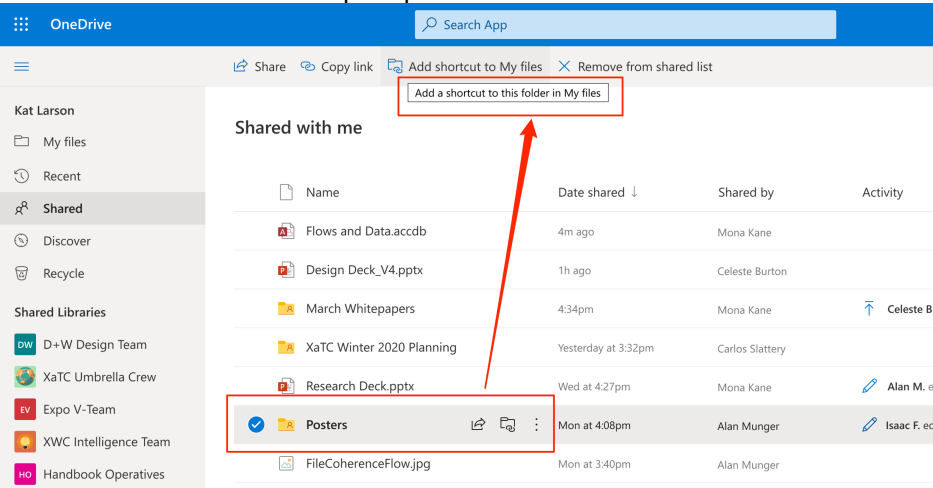 OneDrive
Search App
Share Copy link Add shortcut to My files Remove from shared list
Add a shortcut to this folder in My files
Kat Larson
My files
Recent
Shared
Discover
Recycle
Shared Libraries
DW D+W Design Team
XaTC Umbrella Crew
EV Expo V-Team
XWC Intelligence Team
HO Handbook Operatives
Shared with me
Name Date shared ↓ Shared by Activity
Flows and Data.accdb 4m ago Mona Kane
Design Deck_V4.pptx 1h ago Celeste Burton
March Whitepapers 4:34pm Mona Kane Celeste B
XaTC Winter 2020 Planning Yesterday at 3:32pm Carlos Slattery
Research Deck.pptx Wed at 4:27pm Mona Kane Alan M. e
Posters Mon at 4:08pm Alan Munger Isaac F. ec
FileCoherenceFlow.jpg Mon at 3:40pm Alan Munger